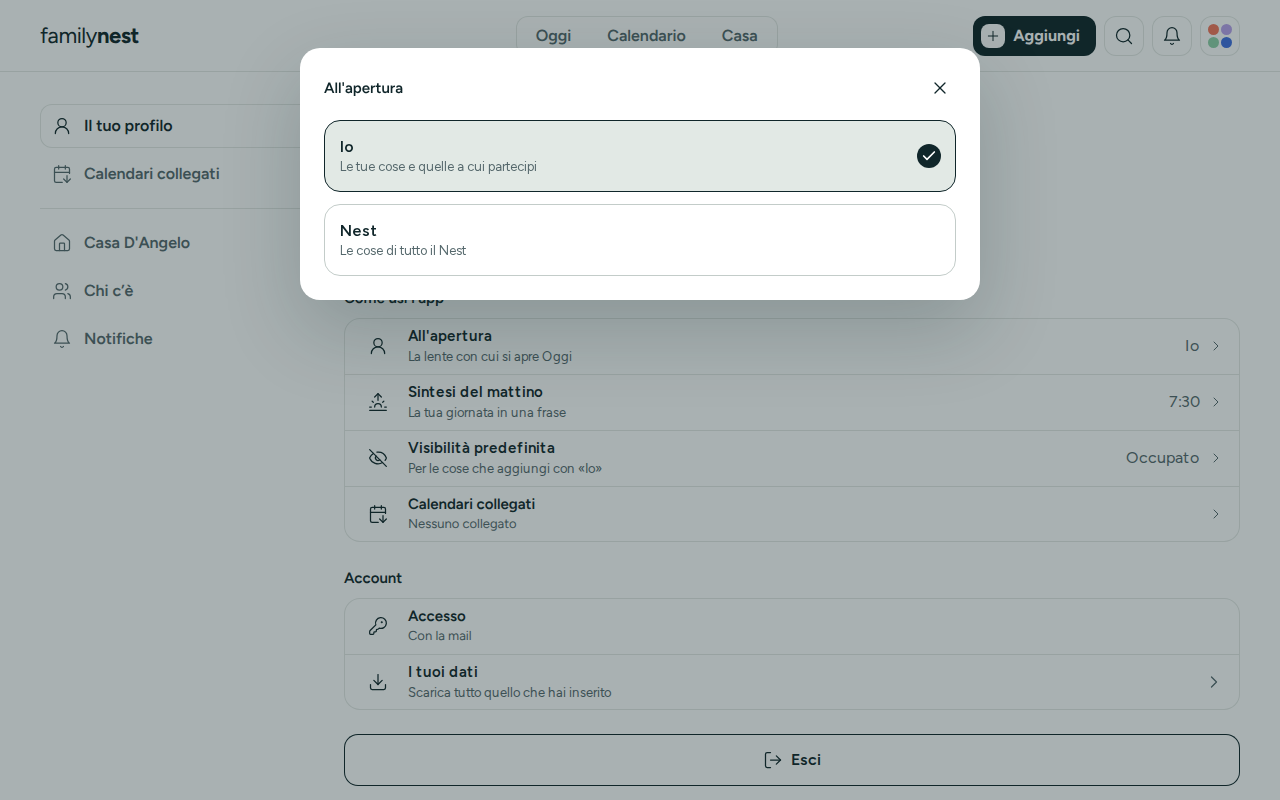 familynest
Oggi
Calendario
Casa
Aggiungi
All'apertura
Io
Le tue cose e quelle a cui partecipi
Nest
Le cose di tutto il Nest
Il tuo profilo
Calendari collegati
Casa D'Angelo
Chi c’è
Notifiche
Come usi l'app
All'apertura
La lente con cui si apre Oggi
Io
Sintesi del mattino
La tua giornata in una frase
7:30
Visibilità predefinita
Per le cose che aggiungi con «Io»
Occupato
Calendari collegati
Nessuno collegato
Account
Accesso
Con la mail
I tuoi dati
Scarica tutto quello che hai inserito
Esci